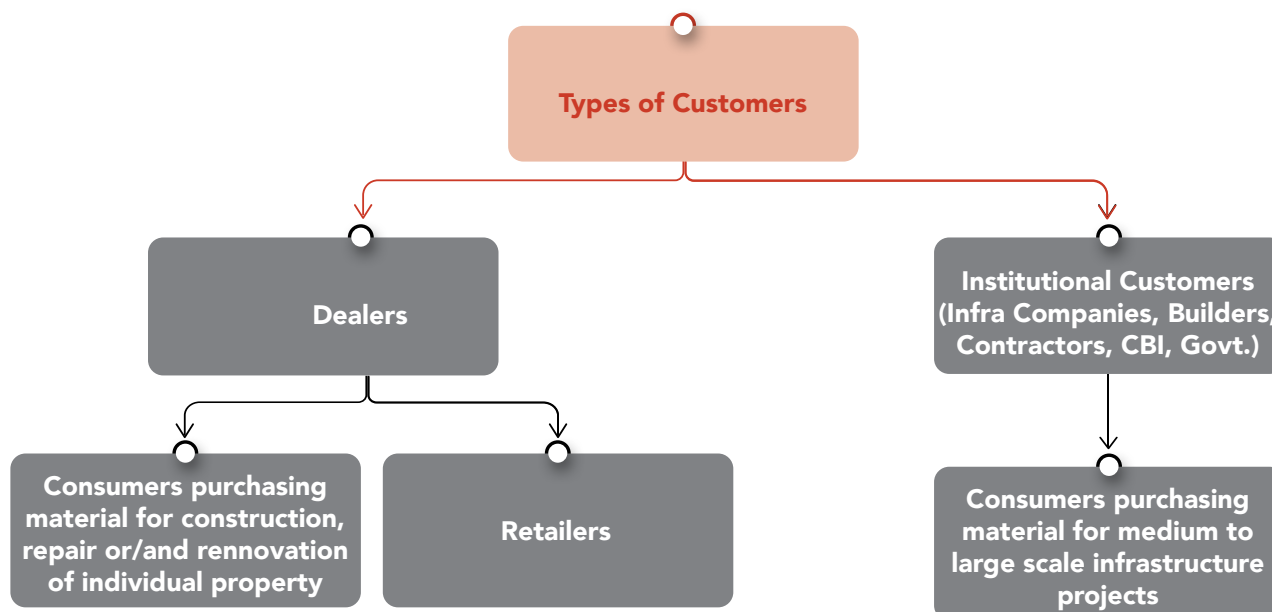 Types of Customers
Dealers
Institutional Customers
(Infra Companies, Builders,
Contractors, CBI, Govt.)
Consumers purchasing
material for construction,
repair or/and rennovation
of individual property
Retailers
Consumers purchasing
material for medium to
large scale infrastructure
projects